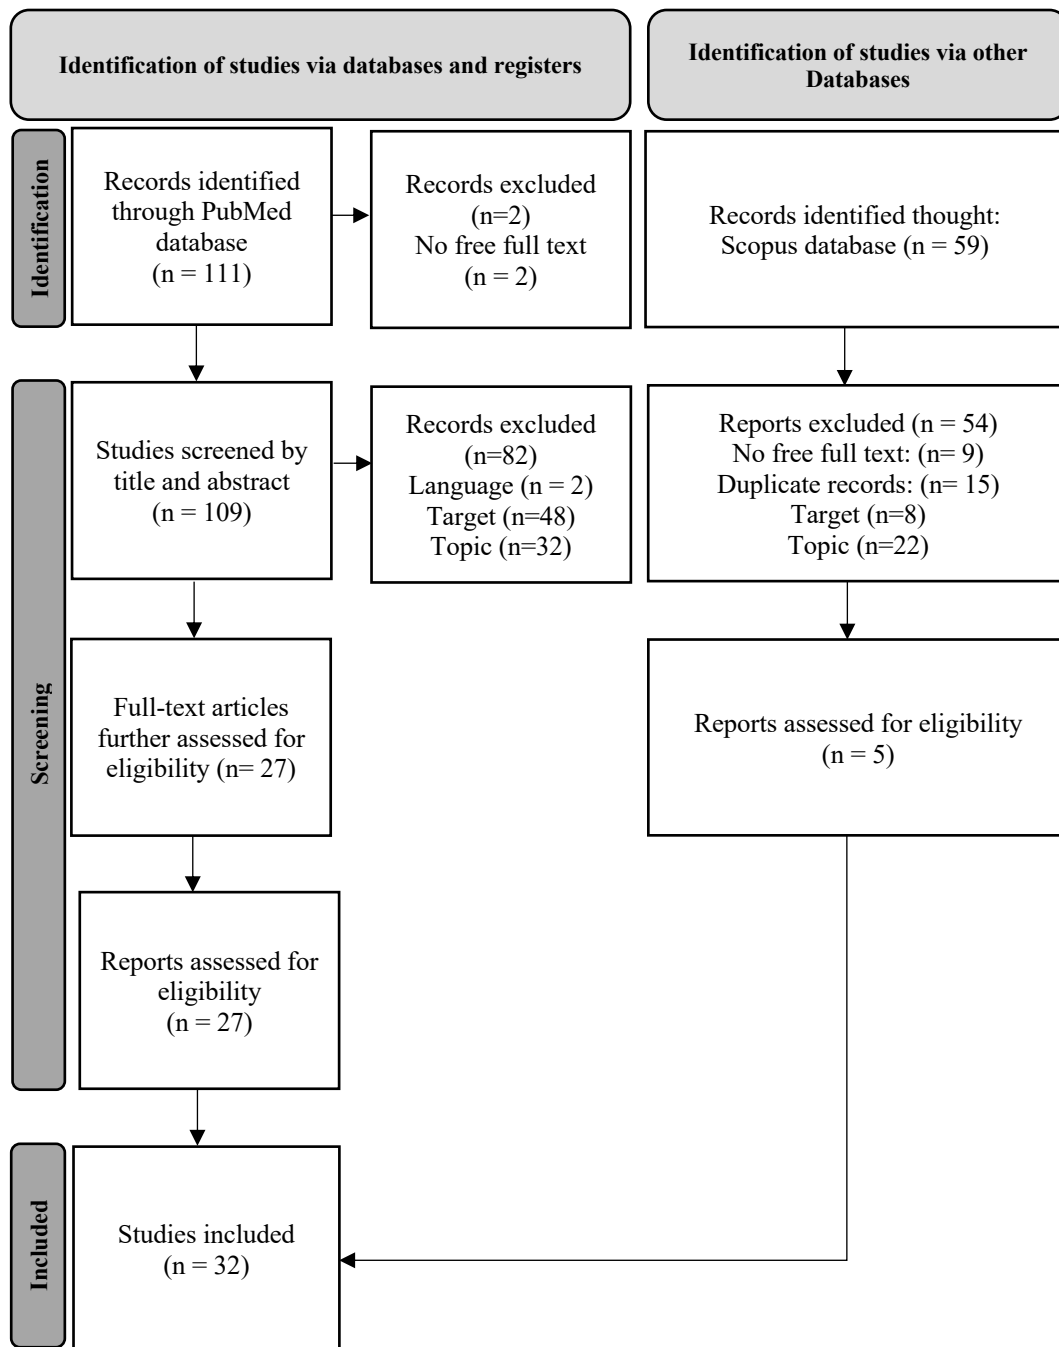 Identification of studies via databases and registers
Identification of studies via other
Databases
Identification
Records identified
through PubMed
database
(n = 111)
Records excluded
(n=2)
No free full text
(n = 2)
Records identified thought:
Scopus database (n = 59)
Screening
Studies screened by
title and abstract
(n = 109)
Records excluded
(n=82)
Language (n = 2)
Target (n=48)
Topic (n=32)
Reports excluded (n = 54)
No free full text: (n= 9)
Duplicate records: (n= 15)
Target (n=8)
Topic (n=22)
Full-text articles
further assessed for
eligibility (n= 27)
Reports assessed for eligibility
(n = 5)
Reports assessed for
eligibility
(n = 27)
Included
Studies included
(n = 32)